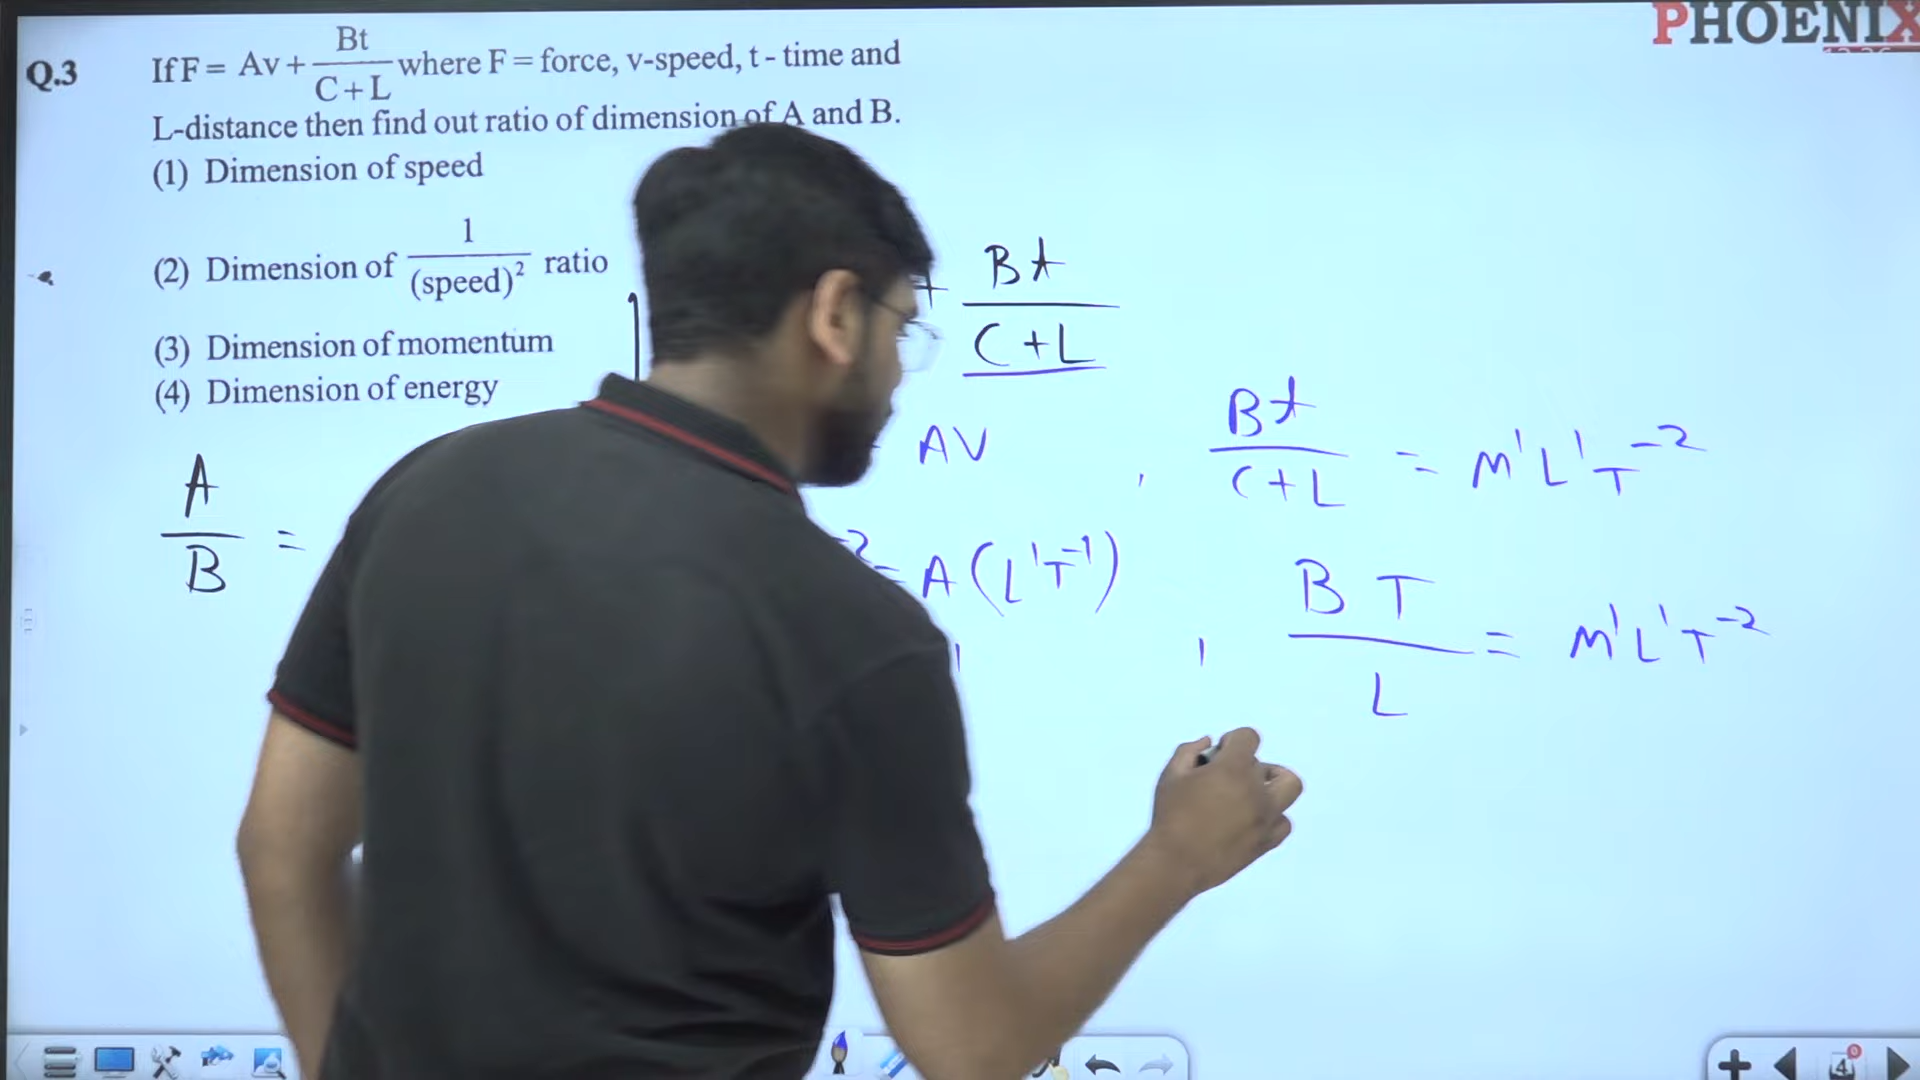 PHOENIX
Q.3 If F = Av + Bt/(C+L) where F = force, v-speed, t - time and
L-distance then find out ratio of dimension of A and B.
(1) Dimension of speed
(2) Dimension of 1/(speed)² ratio
(3) Dimension of momentum
(4) Dimension of energy
+ Bt/(C+L)
AV , Bt/(C+L) = M¹L¹T⁻²
A/B =
⁻² = A(L¹T⁻¹) , BT/L = M¹L¹T⁻²
4